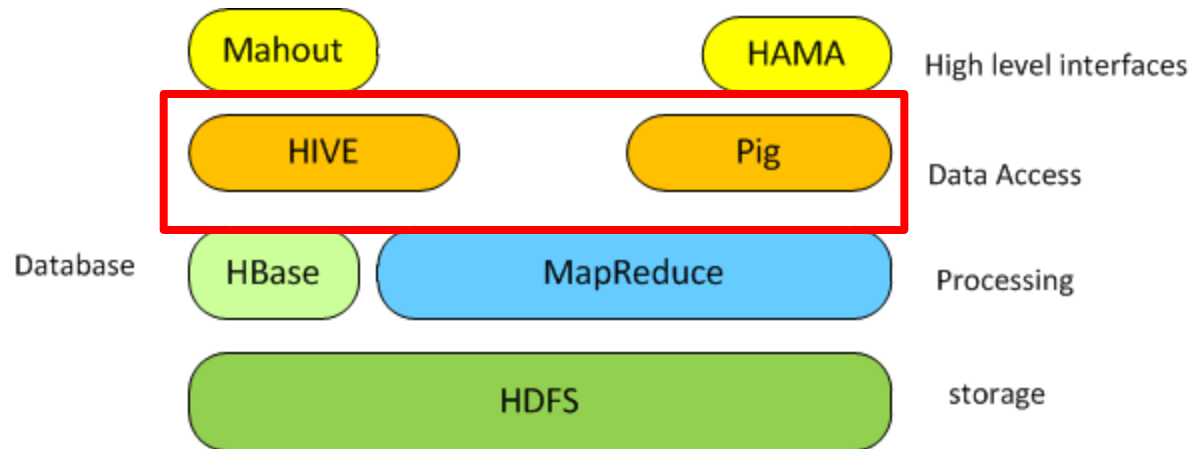 Mahout
HAMA
High level interfaces
HIVE
Pig
Data Access
Database
HBase
MapReduce
Processing
HDFS
storage